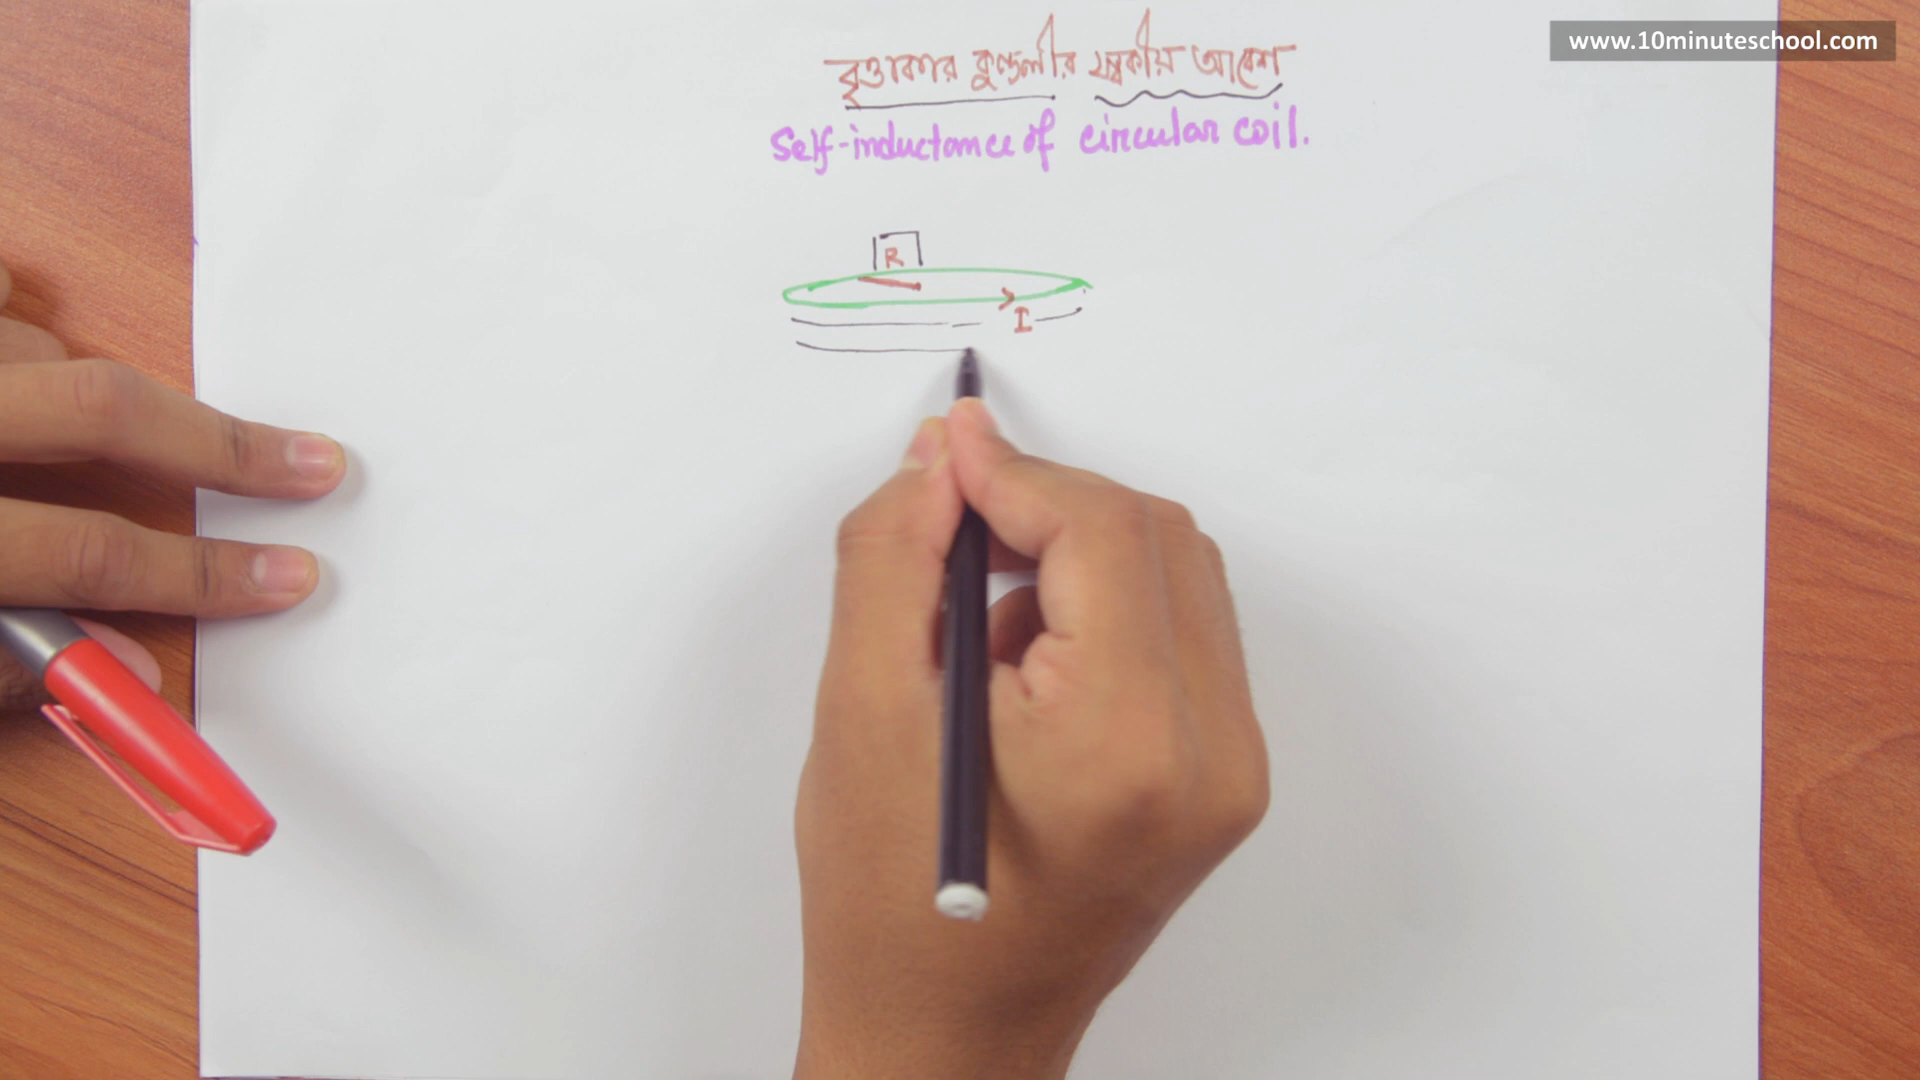 www.10minuteschool.com
বৃত্তাকার কুণ্ডলীর স্বকীয় আবেশ
Self-inductance of circular coil.
R
I